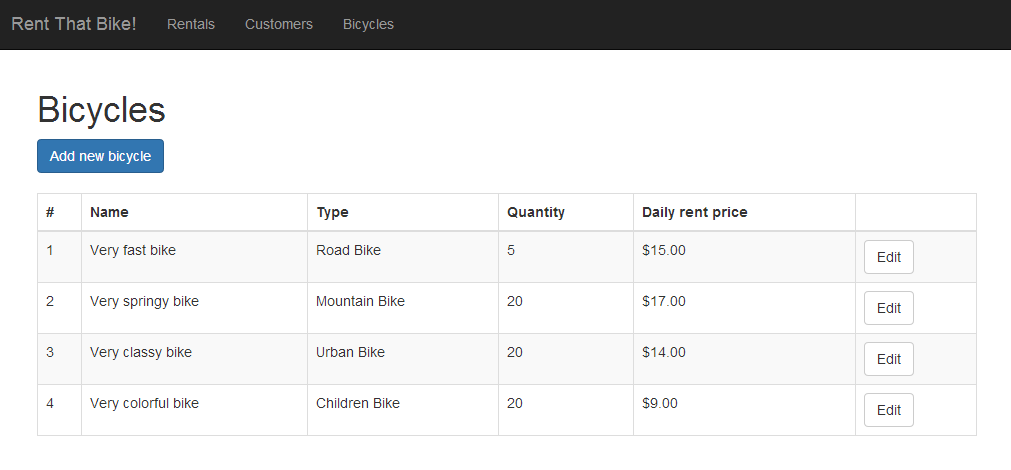 Rent That Bike! Rentals Customers Bicycles
Bicycles
Add new bicycle
# Name Type Quantity Daily rent price
1 Very fast bike Road Bike 5 $15.00 Edit
2 Very springy bike Mountain Bike 20 $17.00 Edit
3 Very classy bike Urban Bike 20 $14.00 Edit
4 Very colorful bike Children Bike 20 $9.00 Edit